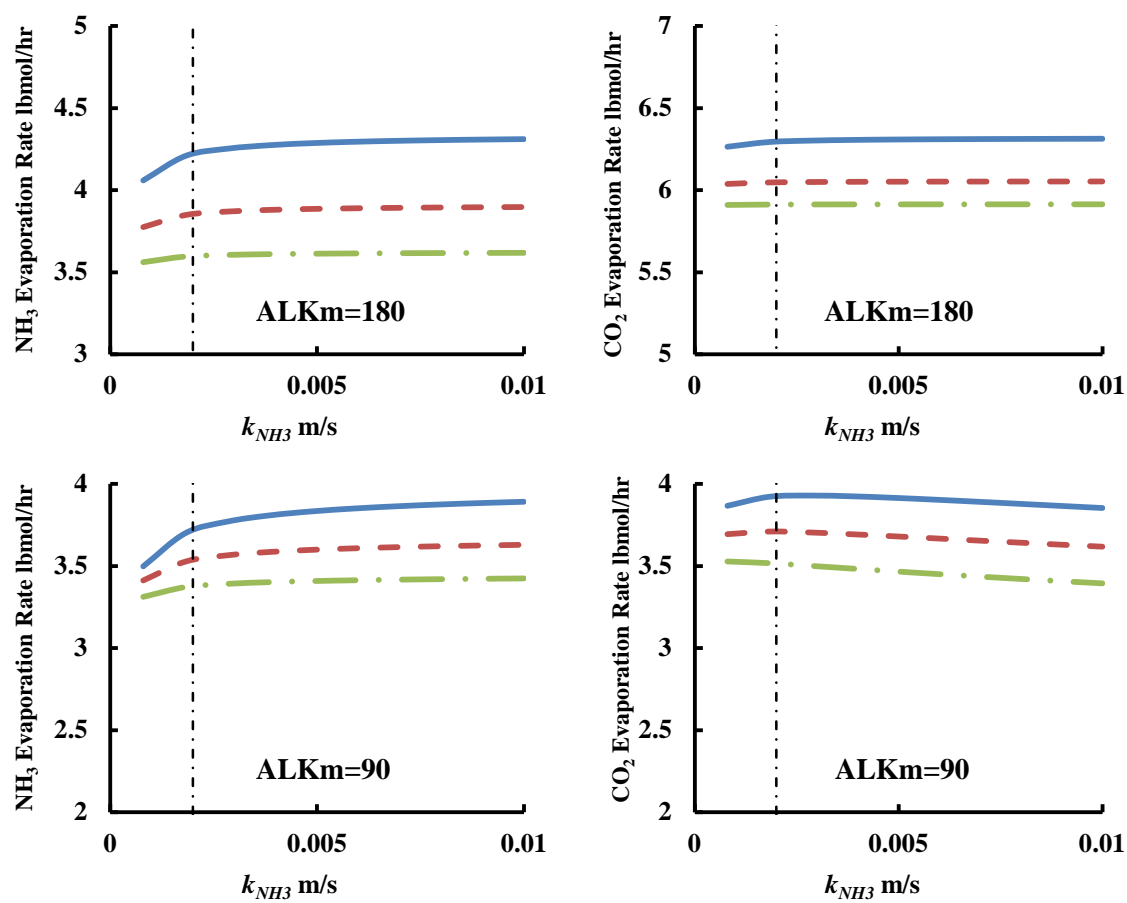 NH₃ Evaporation Rate lbmol/hr
5
4.5
4
3.5
3
0
0.005
0.01
ALKm=180
k_NH3 m/s
CO₂ Evaporation Rate lbmol/hr
7
6.5
6
5.5
5
0
0.005
0.01
ALKm=180
k_NH3 m/s
NH₃ Evaporation Rate lbmol/hr
4
3.5
3
2.5
2
0
0.005
0.01
ALKm=90
k_NH3 m/s
CO₂ Evaporation Rate lbmol/hr
4
3.5
3
2.5
2
0
0.005
0.01
ALKm=90
k_NH3 m/s